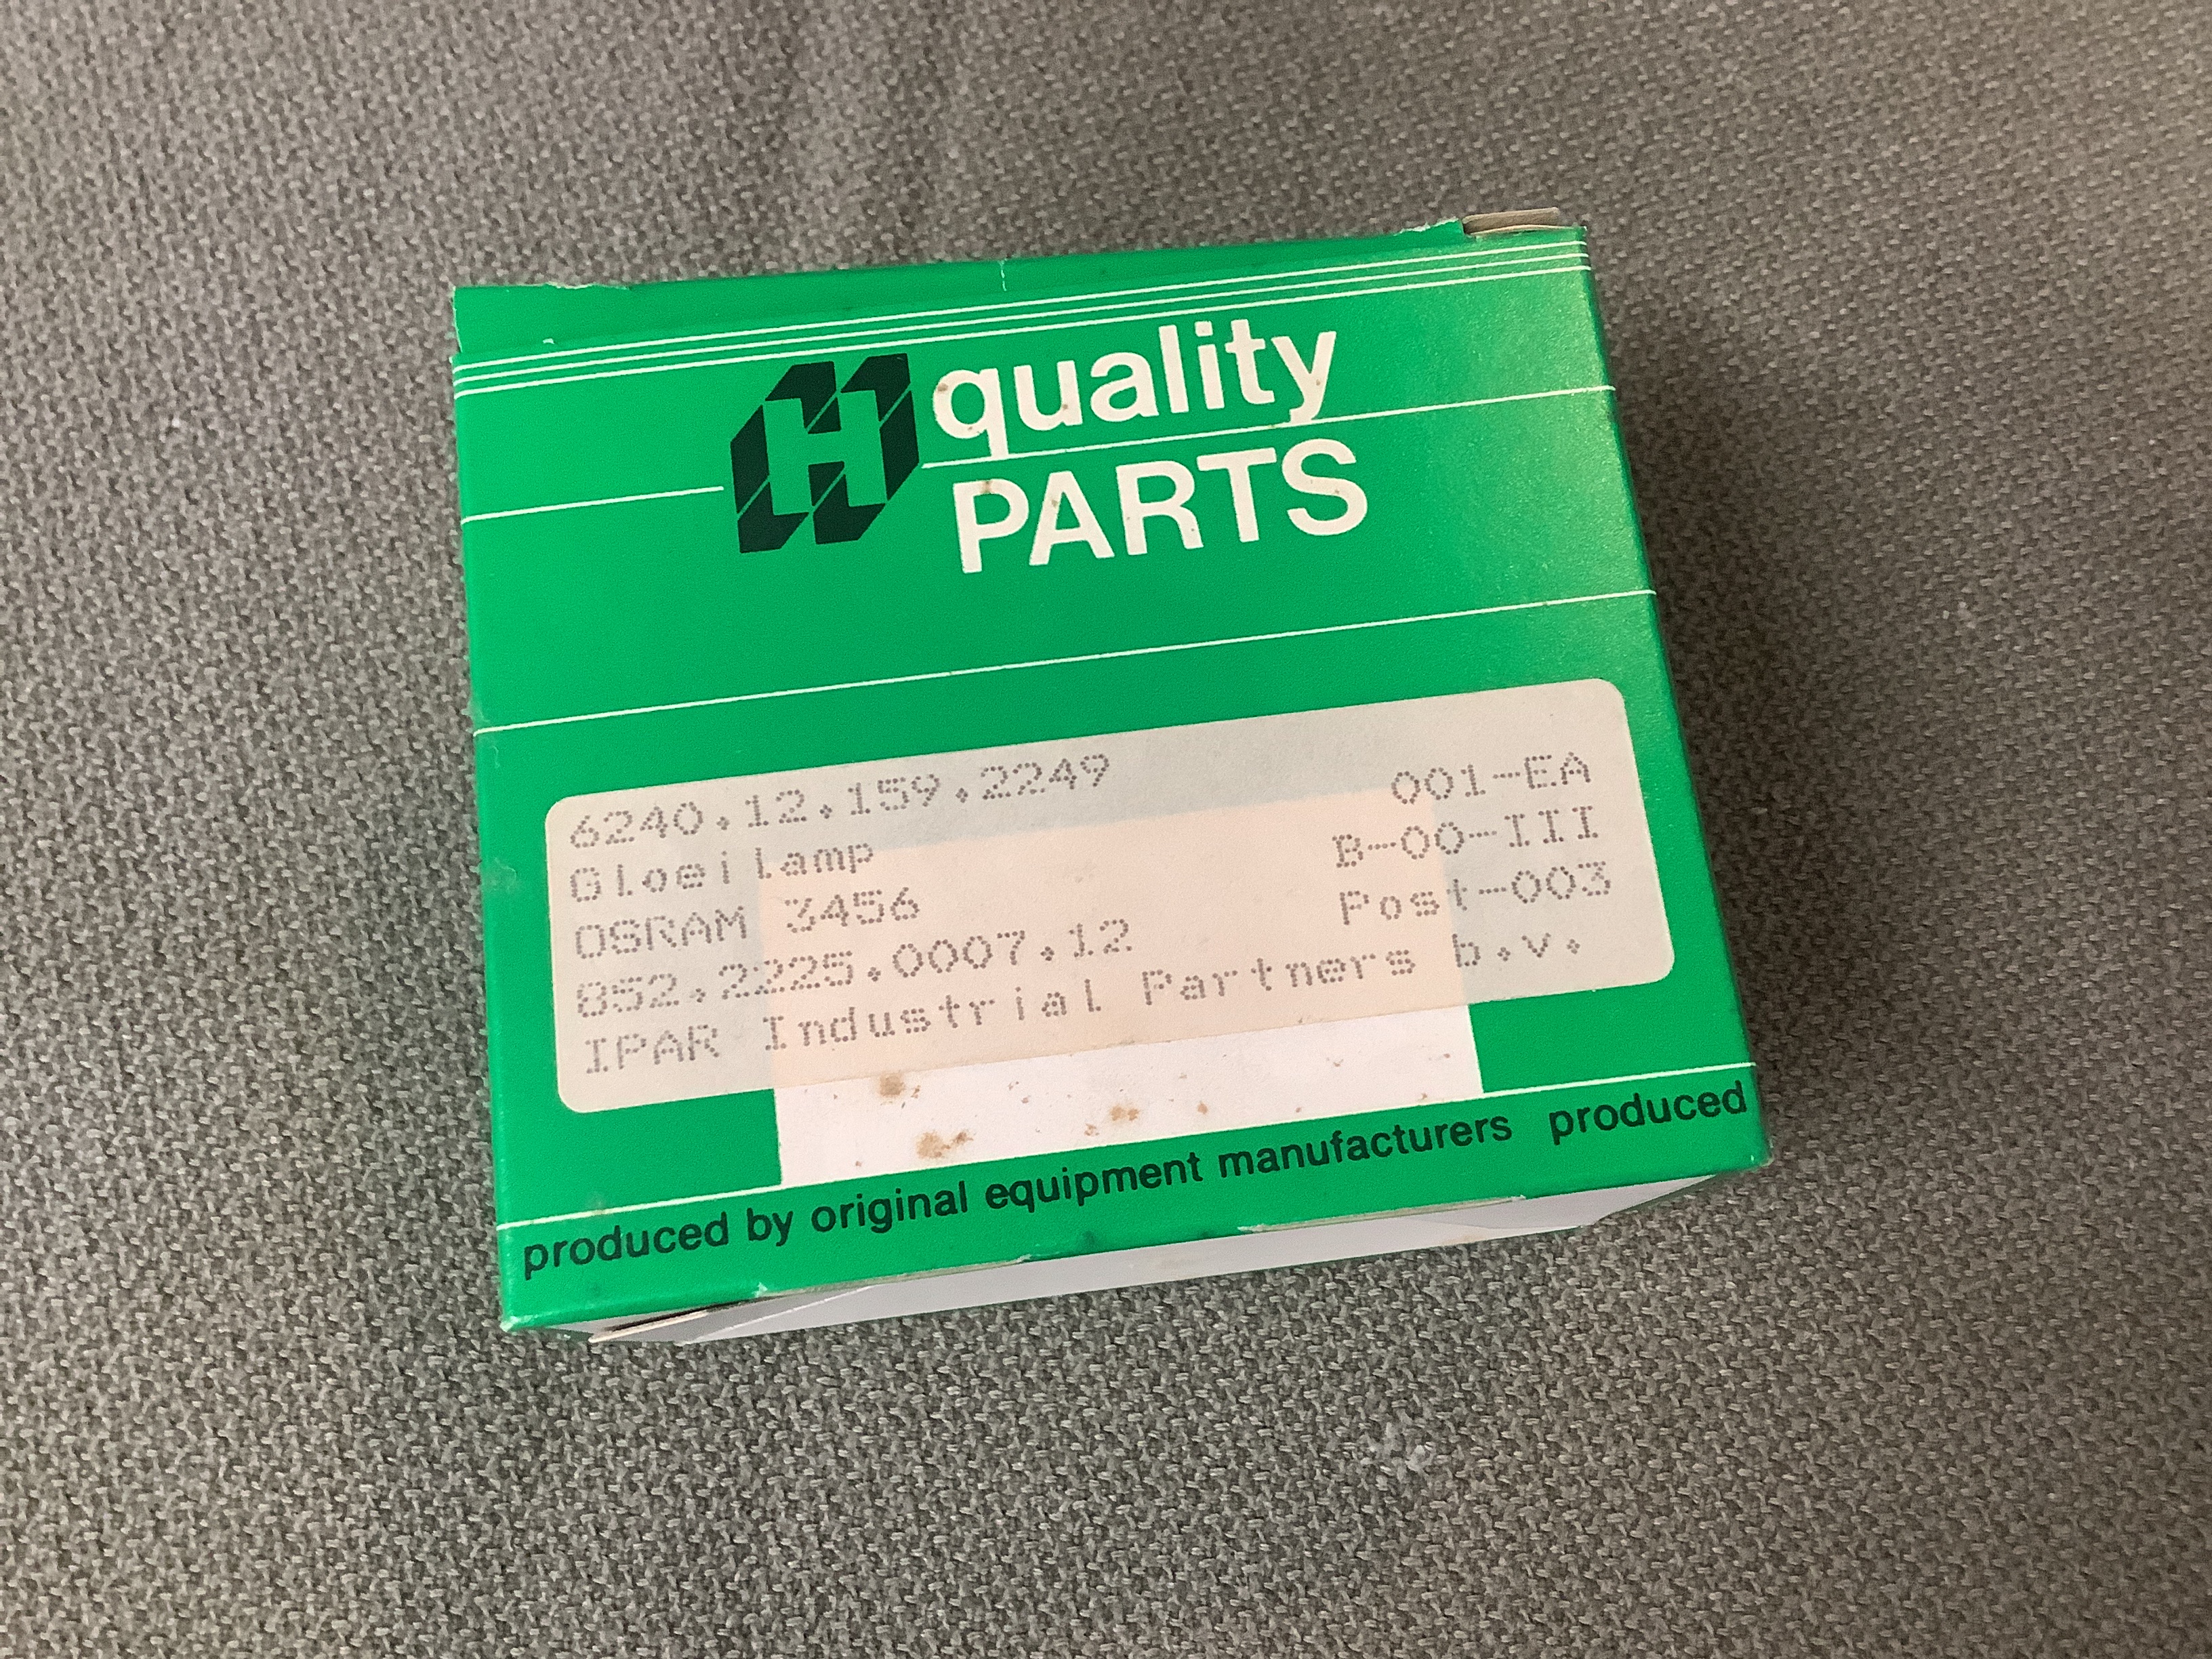 H quality
PARTS
6240.12.159.2249 001-EA
Gloeilamp B-00-III
OSRAM 3456 Post-003
852.2225.0007.12
IPAR Industrial Partners b.v.
produced by original equipment manufacturers produced